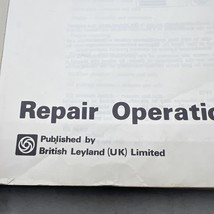 Repair Operatio
Published by
British Leyland (UK) Limited